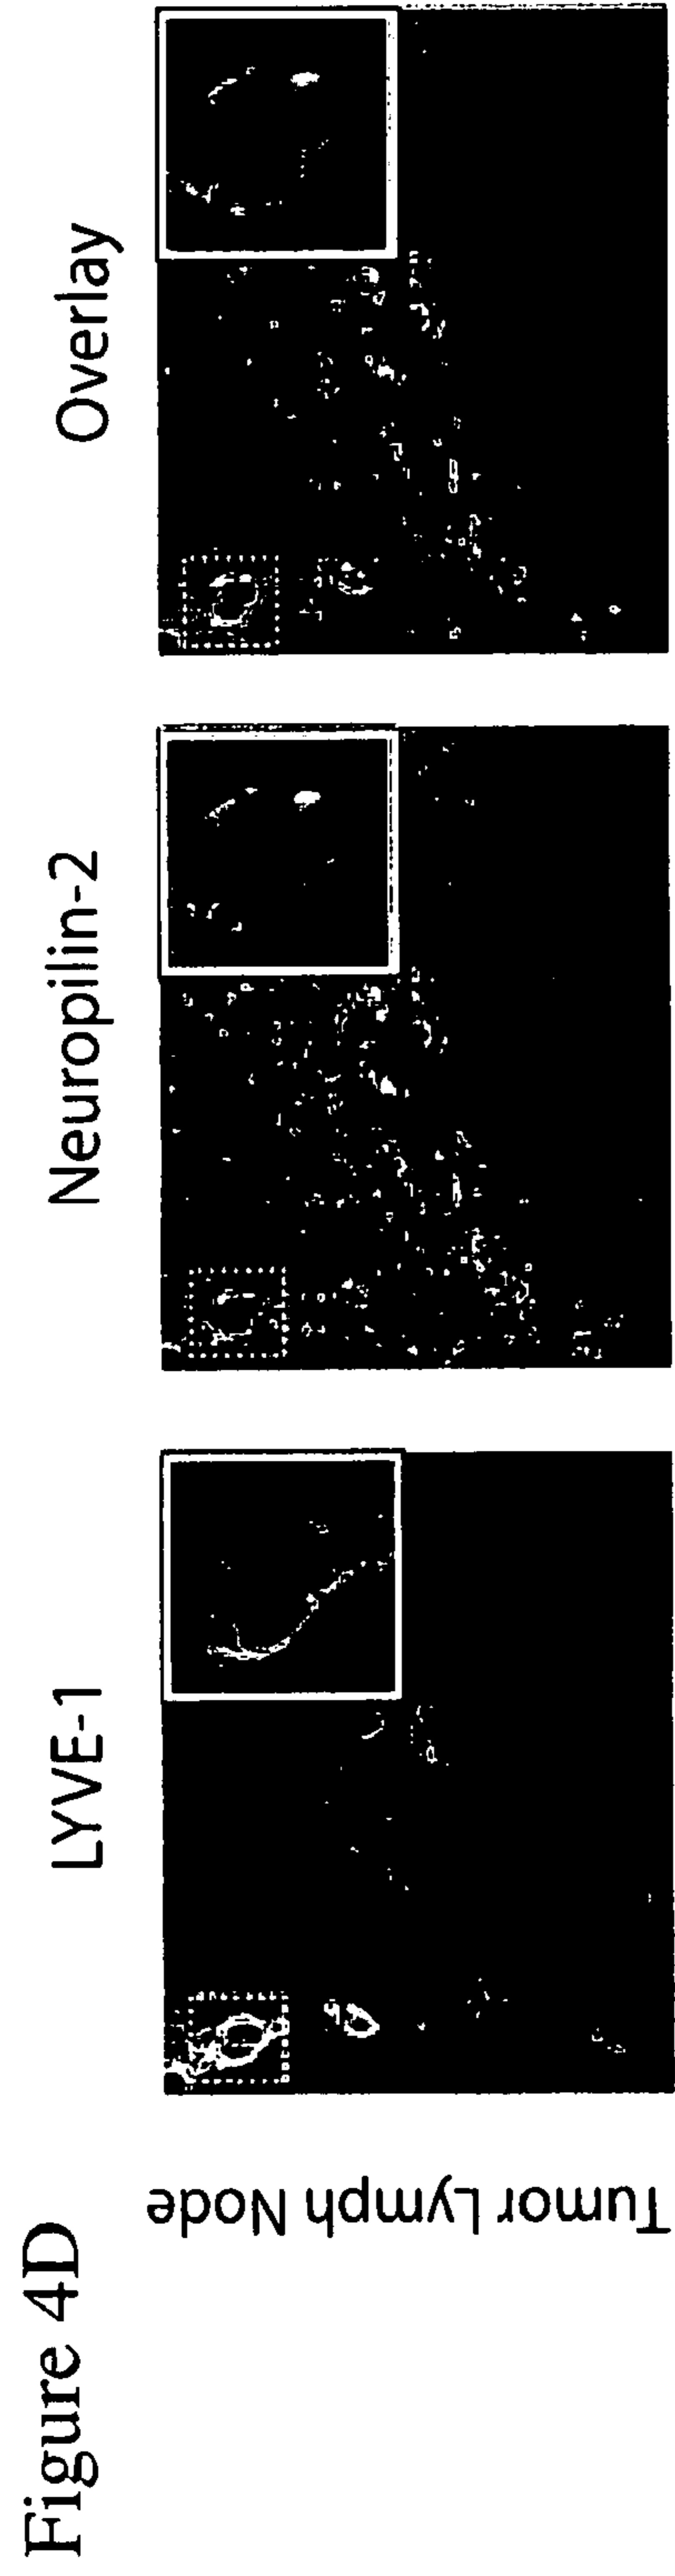 Figure 4D
LYVE-1
Neuropilin-2
Overlay
Tumor Lymph Node